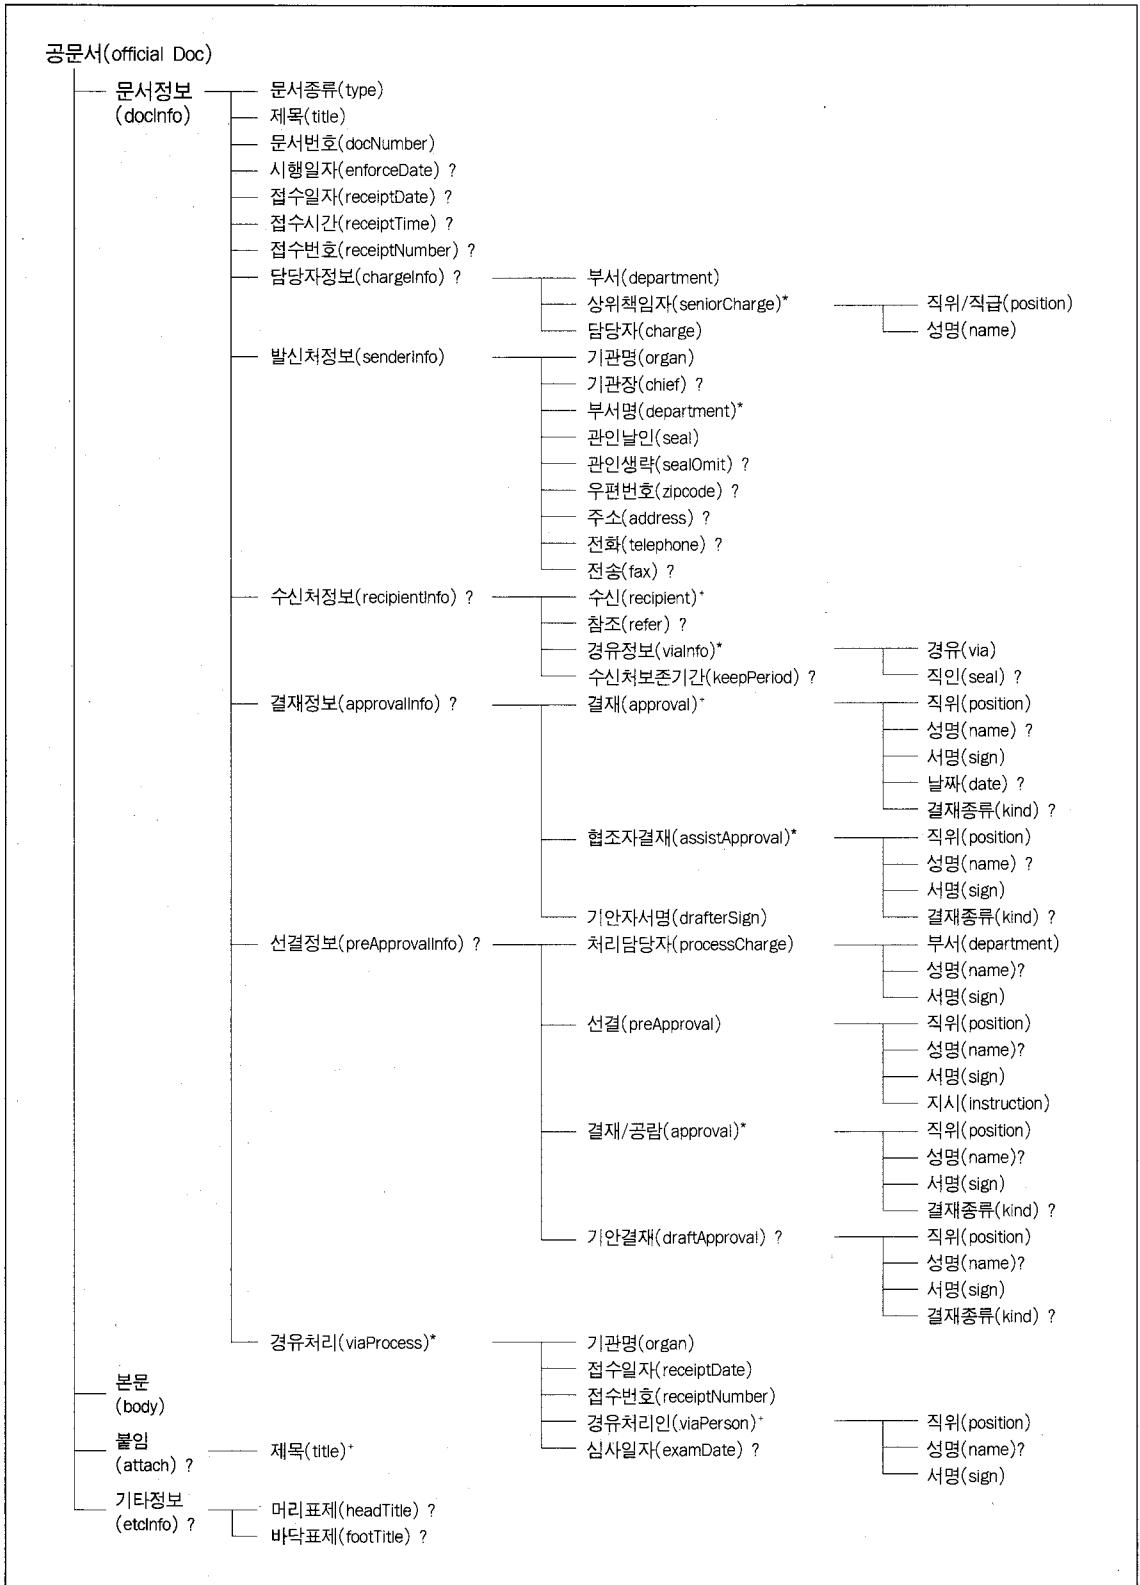 공문서(official Doc)
문서정보 문서종류(type)
(docInfo) 제목(title)
문서번호(docNumber)
시행일자(enforceDate) ?
접수일자(receiptDate) ?
접수시간(receiptTime) ?
접수번호(receiptNumber) ?
담당자정보(chargeInfo) ? 부서(department)
상위책임자(seniorCharge)* 직위/직급(position)
담당자(charge) 성명(name)
발신처정보(senderInfo) 기관명(organ)
기관장(chief) ?
부서명(department)*
관인날인(seal)
관인생략(sealOmit) ?
우편번호(zipcode) ?
주소(address) ?
전화(telephone) ?
전송(fax) ?
수신처정보(recipientInfo) ? 수신(recipient)+
참조(refer) ?
경유정보(viaInfo)* 경유(via)
수신처보존기간(keepPeriod) ? 직인(seal) ?
결재정보(approvalInfo) ? 결재(approval)+ 직위(position)
성명(name) ?
서명(sign)
날짜(date) ?
결재종류(kind) ?
협조자결재(assistApproval)* 직위(position)
성명(name) ?
서명(sign)
기안자서명(drafterSign) 결재종류(kind) ?
선결정보(preApprovalInfo) ? 처리담당자(processCharge) 부서(department)
성명(name)?
서명(sign)
선결(preApproval) 직위(position)
성명(name)?
서명(sign)
지시(instruction)
결재/공람(approval)* 직위(position)
성명(name)?
서명(sign)
결재종류(kind) ?
기안결재(draftApproval) ? 직위(position)
성명(name)?
서명(sign)
결재종류(kind) ?
경유처리(viaProcess)* 기관명(organ)
접수일자(receiptDate)
본문 접수번호(receiptNumber)
(body) 경유처리인(viaPerson)+ 직위(position)
붙임 제목(title)+ 심사일자(examDate) ? 성명(name)?
(attach) ? 서명(sign)
기타정보 머리표제(headTitle) ?
(etcInfo) ? 바닥표제(footTitle) ?